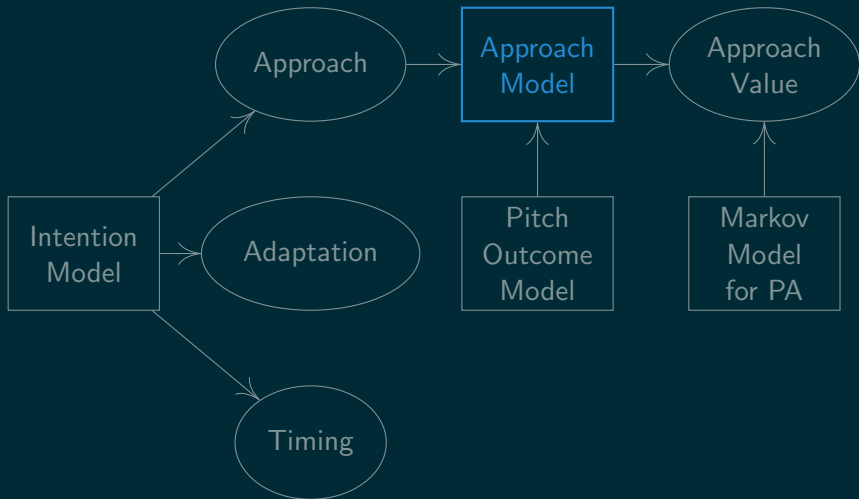 Approach
Approach
Model
Approach
Value
Intention
Model
Adaptation
Pitch
Outcome
Model
Markov
Model
for PA
Timing